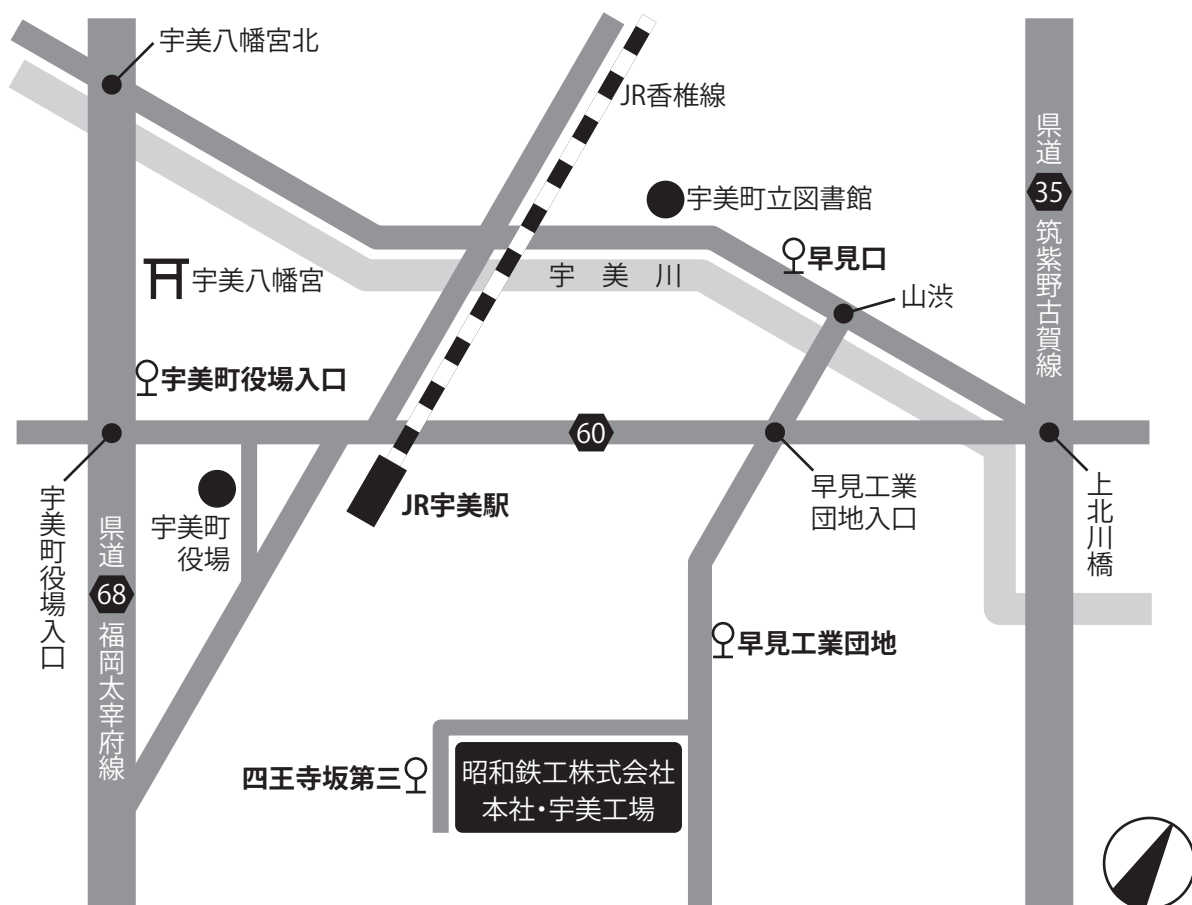 宇美八幡宮北
JR香椎線
県道
35
筑紫野古賀線
宇美町立図書館
早見口
宇美川
宇美八幡宮
山渋
宇美町役場入口
60
宇美町役場入口
宇美町
役場
JR宇美駅
早見工業
団地入口
上北川橋
県道
68
福岡太宰府線
早見工業団地
四王寺坂第三
昭和鉄工株式会社
本社・宇美工場